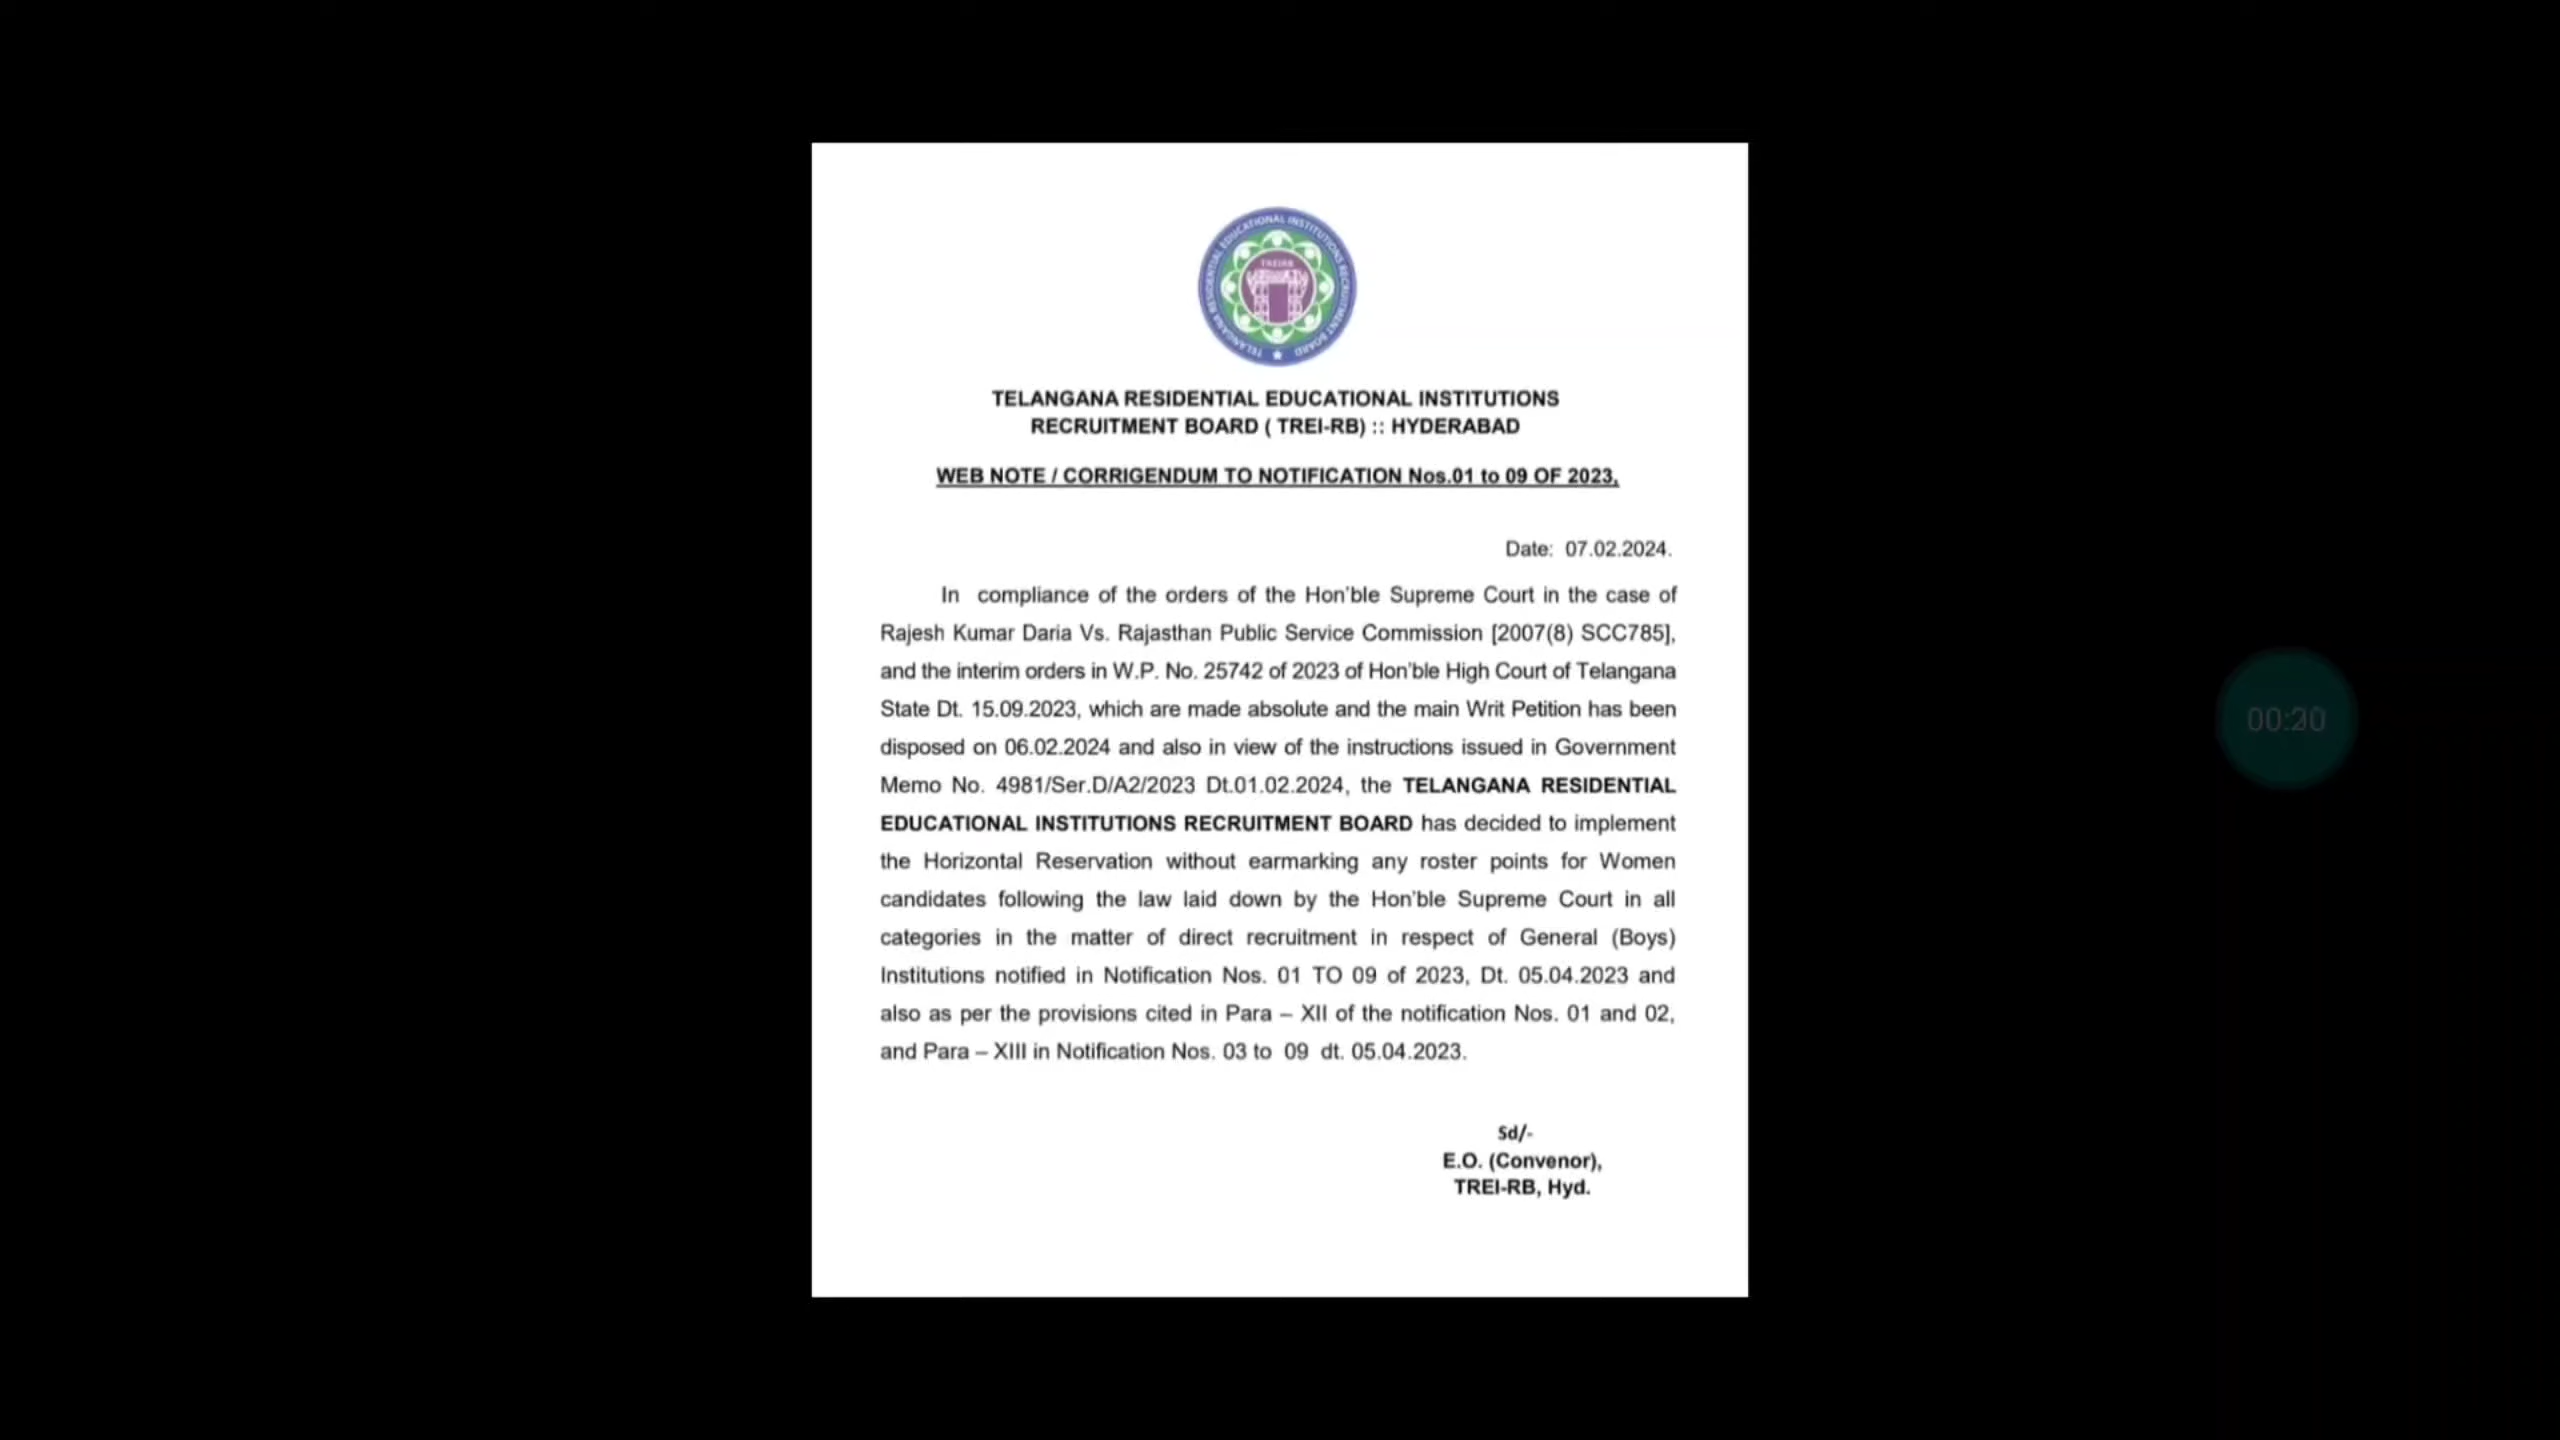 TELANGANA RESIDENTIAL EDUCATIONAL INSTITUTIONS RECRUITMENT BOARD
TREIRB
TELANGANA RESIDENTIAL EDUCATIONAL INSTITUTIONS
RECRUITMENT BOARD ( TREI-RB) :: HYDERABAD
WEB NOTE / CORRIGENDUM TO NOTIFICATION Nos.01 to 09 OF 2023,
Date: 07.02.2024.
In compliance of the orders of the Hon'ble Supreme Court in the case of
Rajesh Kumar Daria Vs. Rajasthan Public Service Commission [2007(8) SCC785],
and the interim orders in W.P. No. 25742 of 2023 of Hon'ble High Court of Telangana
State Dt. 15.09.2023, which are made absolute and the main Writ Petition has been
disposed on 06.02.2024 and also in view of the instructions issued in Government
Memo No. 4981/Ser.D/A2/2023 Dt.01.02.2024, the TELANGANA RESIDENTIAL
EDUCATIONAL INSTITUTIONS RECRUITMENT BOARD has decided to implement
the Horizontal Reservation without earmarking any roster points for Women
candidates following the law laid down by the Hon'ble Supreme Court in all
categories in the matter of direct recruitment in respect of General (Boys)
Institutions notified in Notification Nos. 01 TO 09 of 2023, Dt. 05.04.2023 and
also as per the provisions cited in Para – XII of the notification Nos. 01 and 02,
and Para – XIII in Notification Nos. 03 to 09 dt. 05.04.2023.
Sd/-
E.O. (Convenor),
TREI-RB, Hyd.
00:20